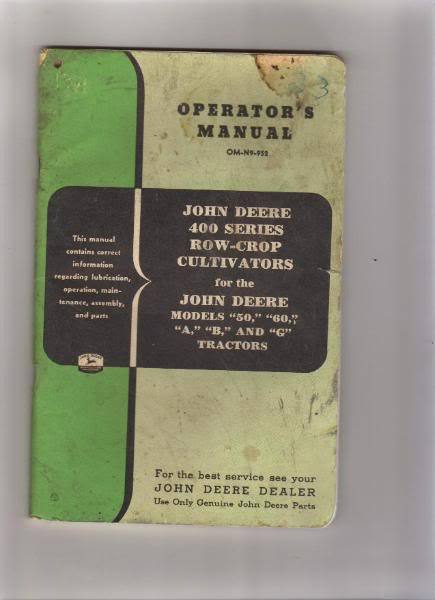 23
OPERATOR'S
MANUAL
OM-N9-952
This manual
contains correct
information
regarding lubrication,
operation, main-
tenance, assembly,
and parts
JOHN DEERE
400 SERIES
ROW-CROP
CULTIVATORS
for the
JOHN DEERE
MODELS "50," "60,"
"A," "B," AND "G"
TRACTORS
For the best service see your
JOHN DEERE DEALER
Use Only Genuine John Deere Parts